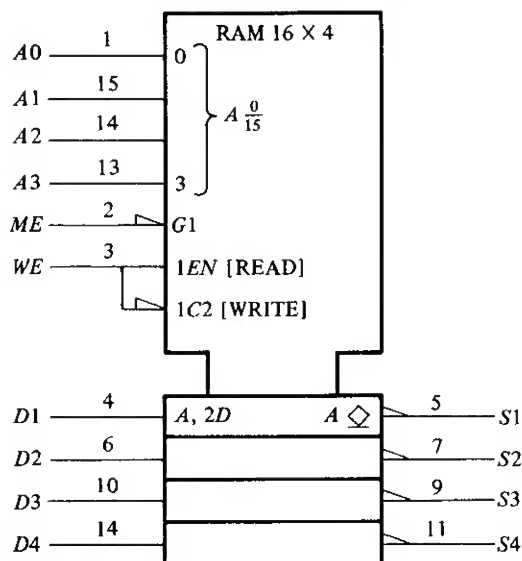 RAM 16 × 4
A0 1 0
A1 15
A 0/15
A2 14
A3 13 3
ME 2 G1
WE 3 1EN [READ]
1C2 [WRITE]
D1 4 A, 2D A 5 S1
D2 6 7 S2
D3 10 9 S3
D4 14 11 S4